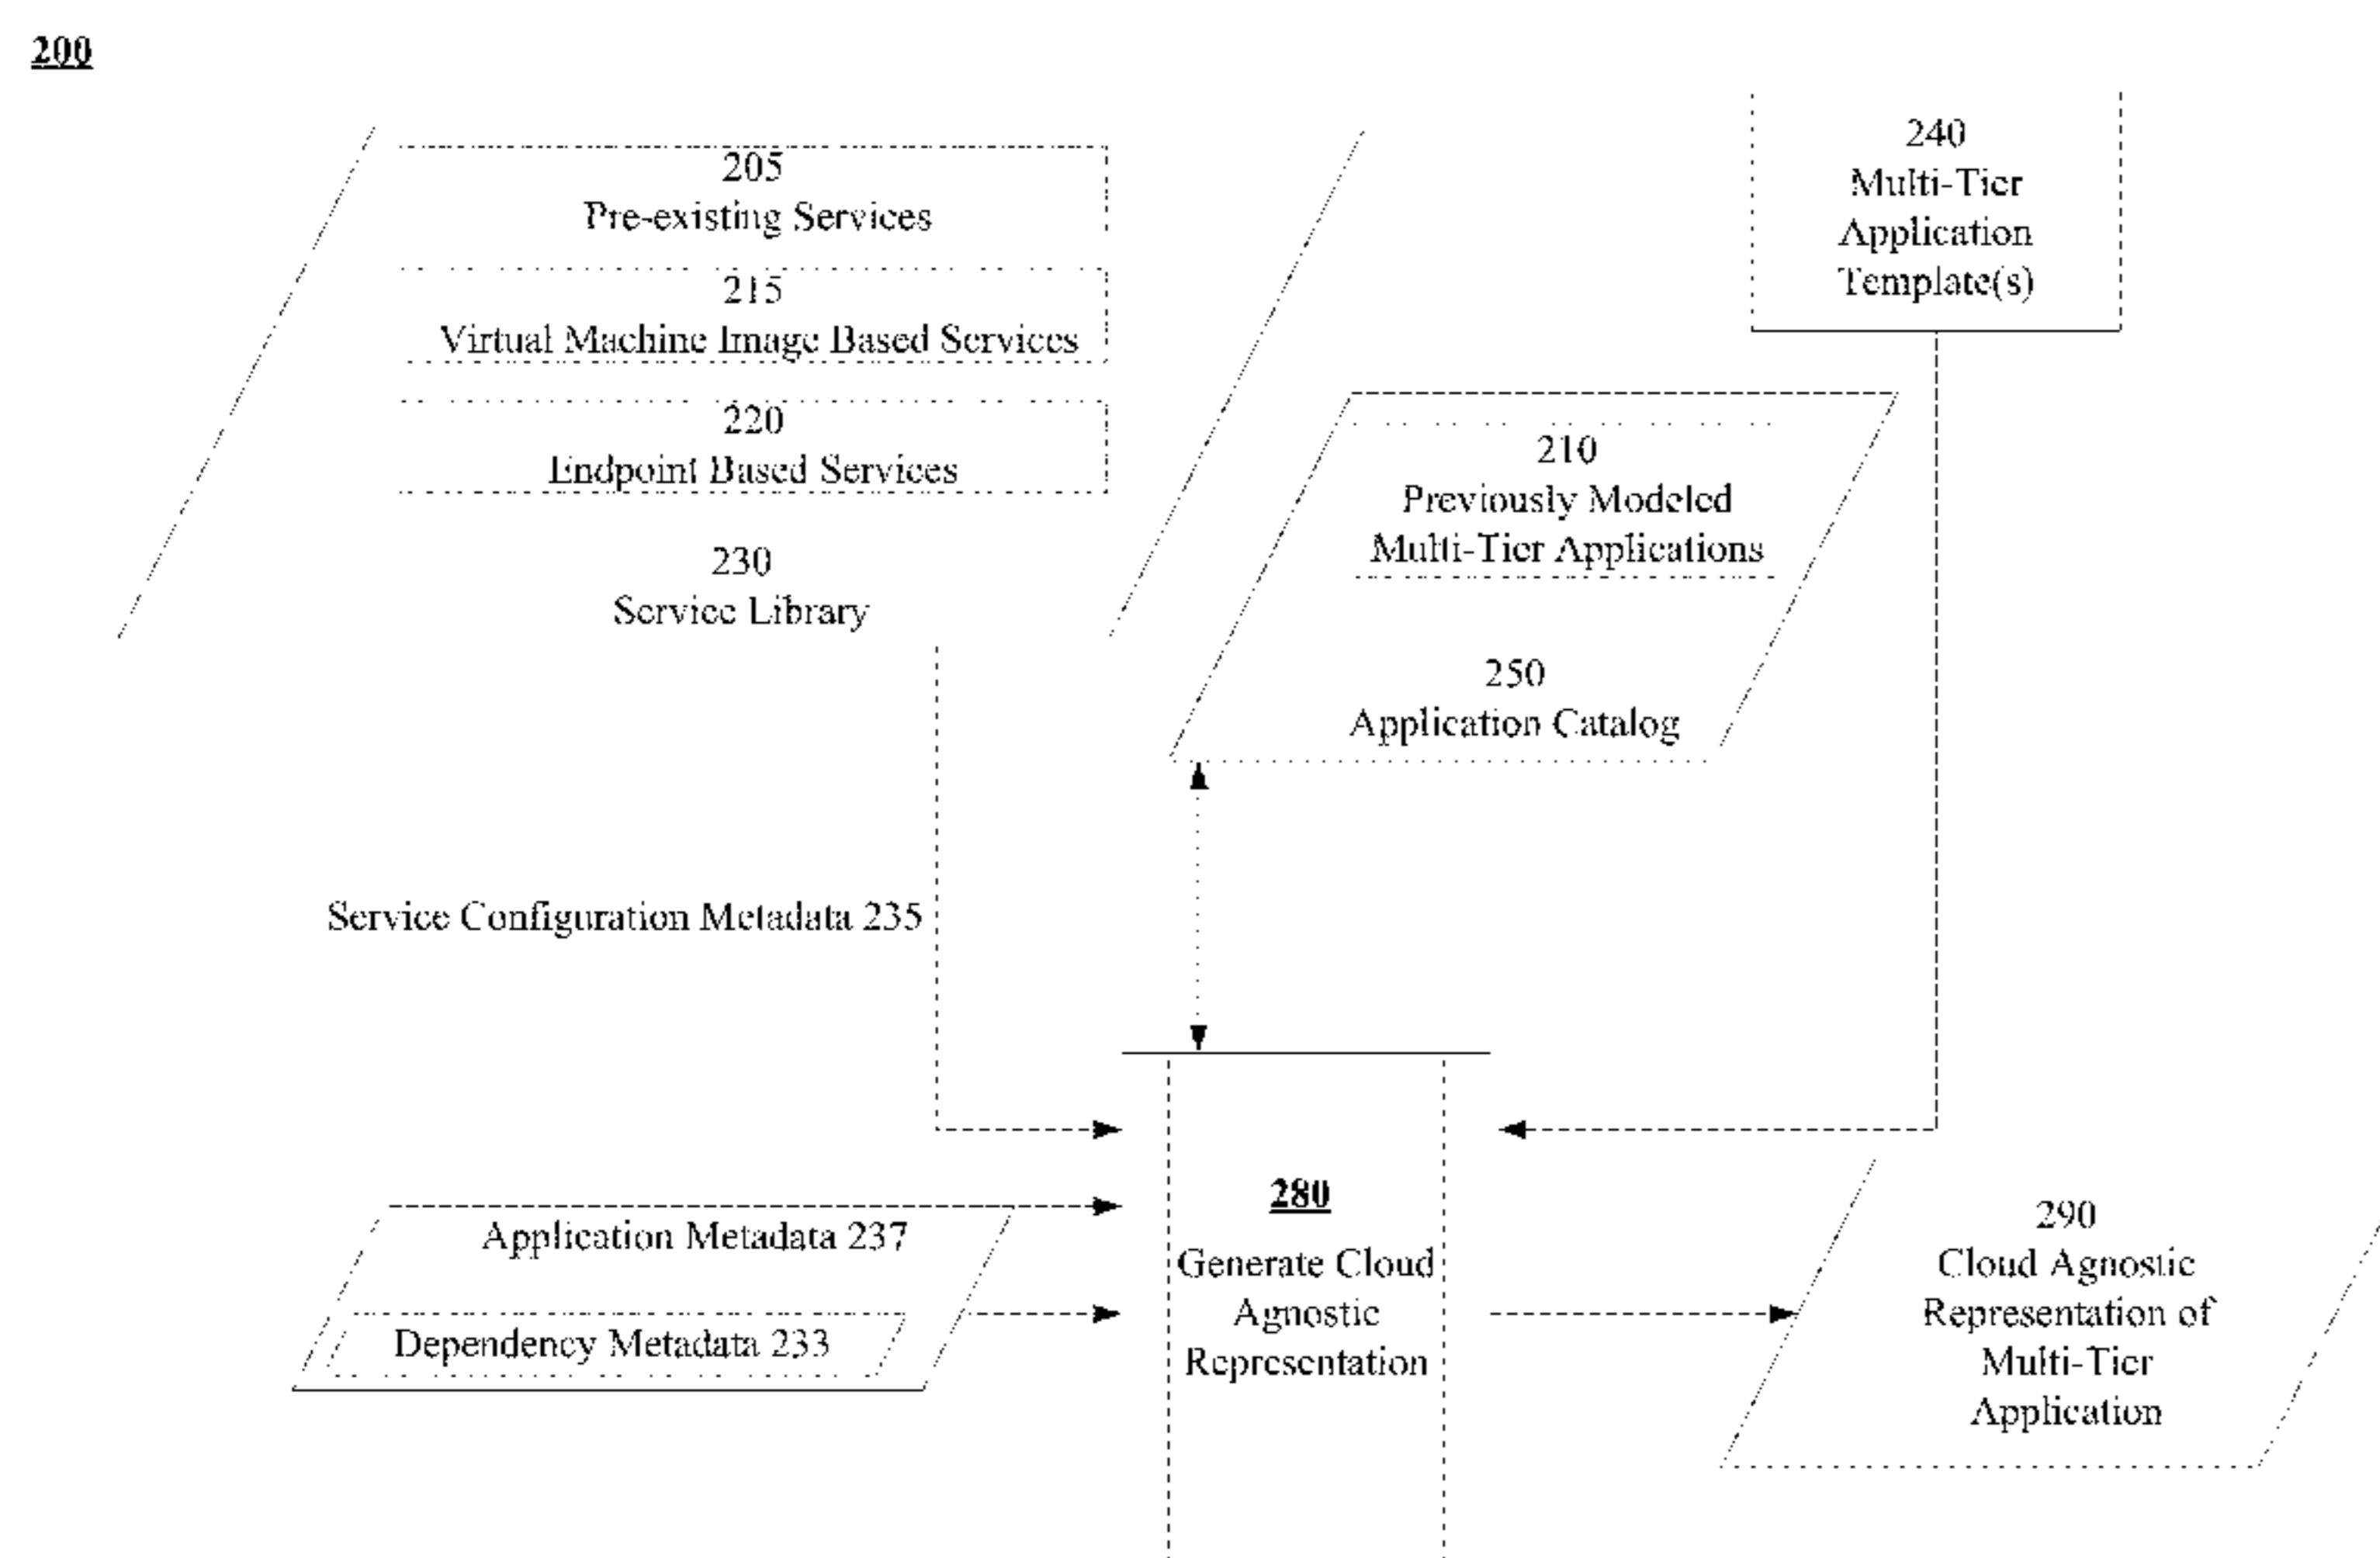 200
205
Pre-existing Services
215
Virtual Machine Image Based Services
220
Endpoint Based Services
230
Service Library
240
Multi-Tier
Application
Template(s)
210
Previously Modeled
Multi-Tier Applications
250
Application Catalog
Service Configuration Metadata 235
Application Metadata 237
Dependency Metadata 233
280
Generate Cloud
Agnostic
Representation
290
Cloud Agnostic
Representation of
Multi-Tier
Application